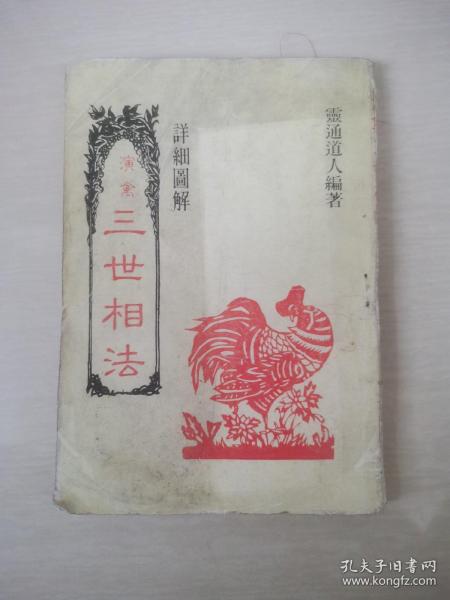 靈通道人編著
詳細圖解
演禽
三世相法
孔夫子旧书网
www.kongfz.com